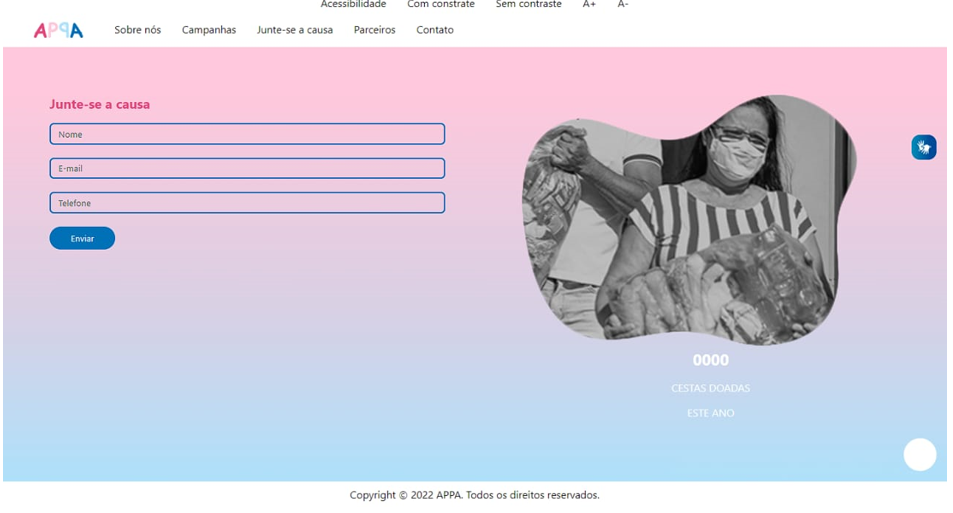 Acessibilidade Com constrate Sem contraste A+ A-
APPA Sobre nós Campanhas Junte-se a causa Parceiros Contato
Junte-se a causa
Nome
E-mail
Telefone
Enviar
0000
CESTAS DOADAS
ESTE ANO
Copyright © 2022 APPA. Todos os direitos reservados.